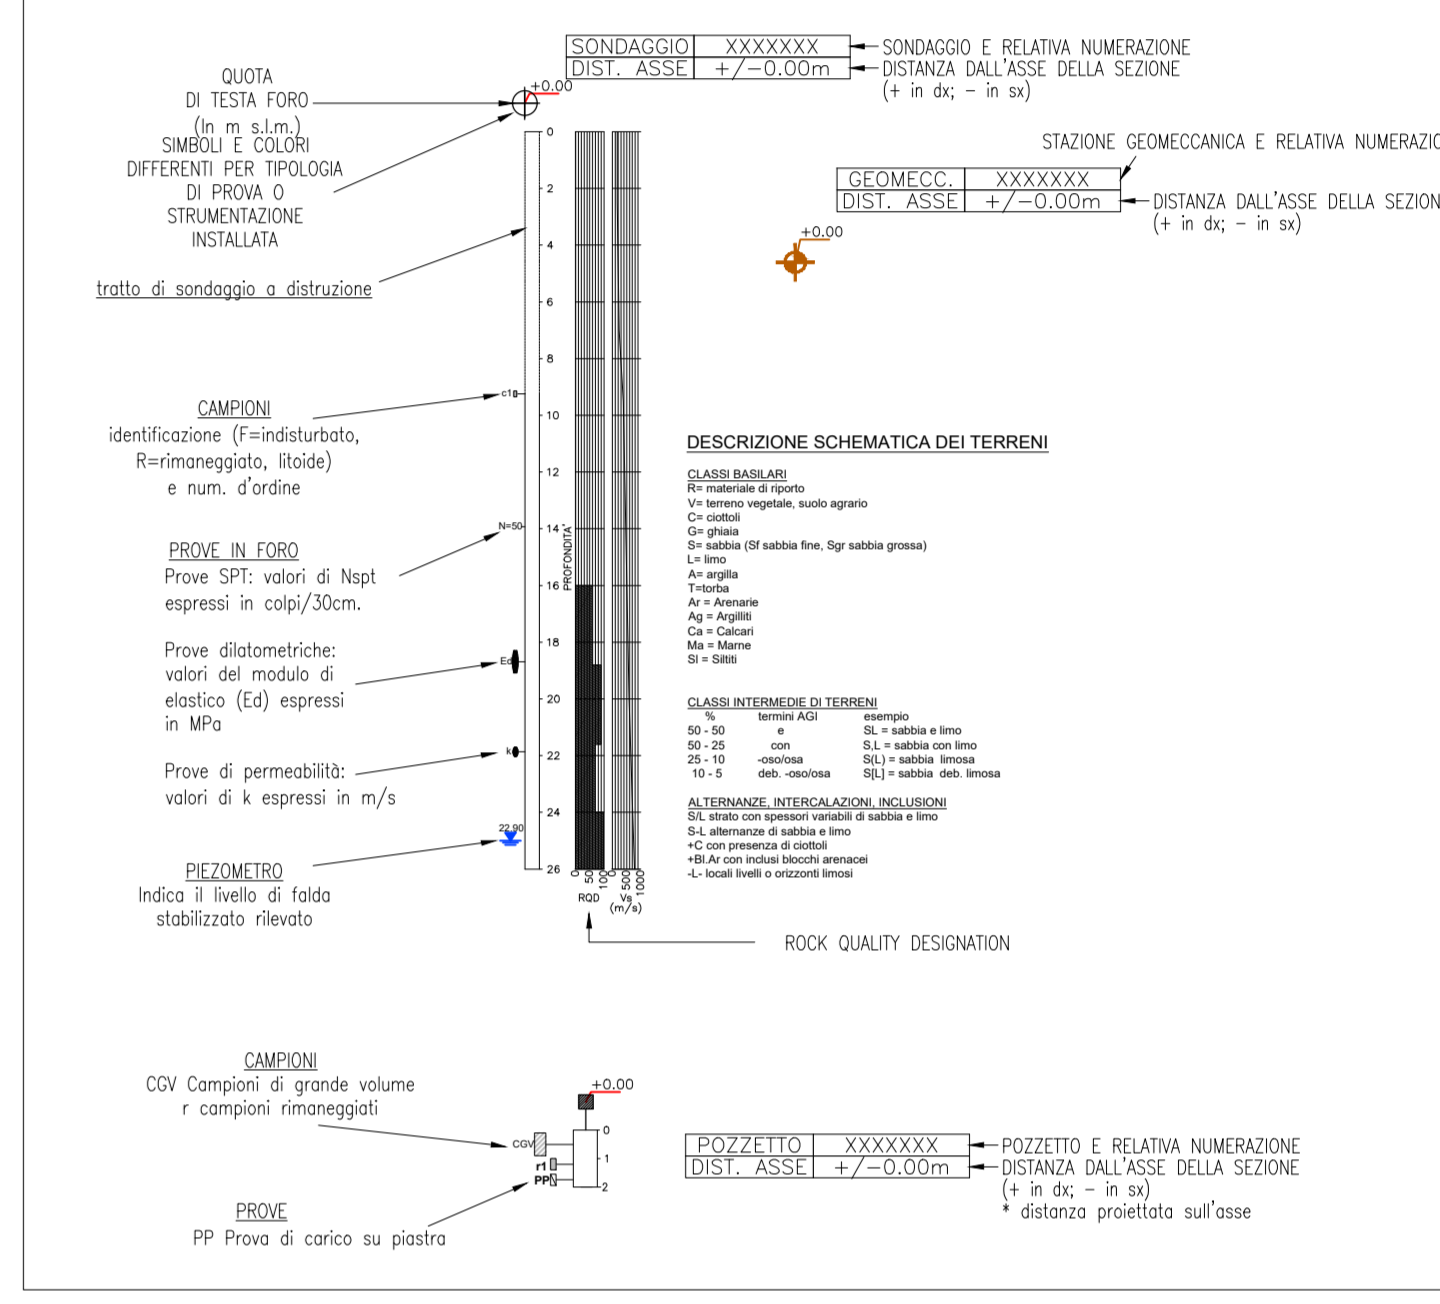 SONDAGGIO XXXXXXX
DIST. ASSE +/-0.00m
SONDAGGIO E RELATIVA NUMERAZIONE
DISTANZA DALL'ASSE DELLA SEZIONE
(+ in dx; - in sx)
QUOTA
DI TESTA FORO
(In m s.l.m.)
SIMBOLI E COLORI
DIFFERENTI PER TIPOLOGIA
DI PROVA O
STRUMENTAZIONE
INSTALLATA
+0.00
tratto di sondaggio a distruzione
STAZIONE GEOMECCANICA E RELATIVA NUMERAZIO
GEOMECC. XXXXXXX
DIST. ASSE +/-0.00m
DISTANZA DALL'ASSE DELLA SEZION
(+ in dx; - in sx)
+0.00
0
2
4
6
8
10
12
14
16
18
20
22
24
26
PROFONDITA'
c1
N=50
Ed
k
22.90
0 50 100
RQD
0 500 1000
Vs
(m/s)
ROCK QUALITY DESIGNATION
CAMPIONI
identificazione (F=indisturbato,
R=rimaneggiato, litoide)
e num. d'ordine
PROVE IN FORO
Prove SPT: valori di Nspt
espressi in colpi/30cm.
Prove dilatometriche:
valori del modulo di
elastico (Ed) espressi
in MPa
Prove di permeabilità:
valori di k espressi in m/s
PIEZOMETRO
Indica il livello di falda
stabilizzato rilevato
DESCRIZIONE SCHEMATICA DEI TERRENI
CLASSI BASILARI
R= materiale di riporto
V= terreno vegetale, suolo agrario
C= ciottoli
G= ghiaia
S= sabbia (Sf sabbia fine, Sgr sabbia grossa)
L= limo
A= argilla
T=torba
Ar = Arenarie
Ag = Argilliti
Ca = Calcari
Ma = Marne
Sl = Siltiti
CLASSI INTERMEDIE DI TERRENI
% termini AGI esempio
50 - 50 e SL = sabbia e limo
50 - 25 con S,L = sabbia con limo
25 - 10 -oso/osa S(L) = sabbia limosa
10 - 5 deb. -oso/osa S[L] = sabbia deb. limosa
ALTERNANZE, INTERCALAZIONI, INCLUSIONI
S/L strato con spessori variabili di sabbia e limo
S-L alternanze di sabbia e limo
+C con presenza di ciottoli
+Bl.Ar con inclusi blocchi arenacei
-L- locali livelli o orizzonti limosi
CAMPIONI
CGV Campioni di grande volume
r campioni rimaneggiati
PROVE
PP Prova di carico su piastra
+0.00
CGV
r1
PP
0
1
2
POZZETTO XXXXXXX
DIST. ASSE +/-0.00m
POZZETTO E RELATIVA NUMERAZIONE
DISTANZA DALL'ASSE DELLA SEZIONE
(+ in dx; - in sx)
* distanza proiettata sull'asse